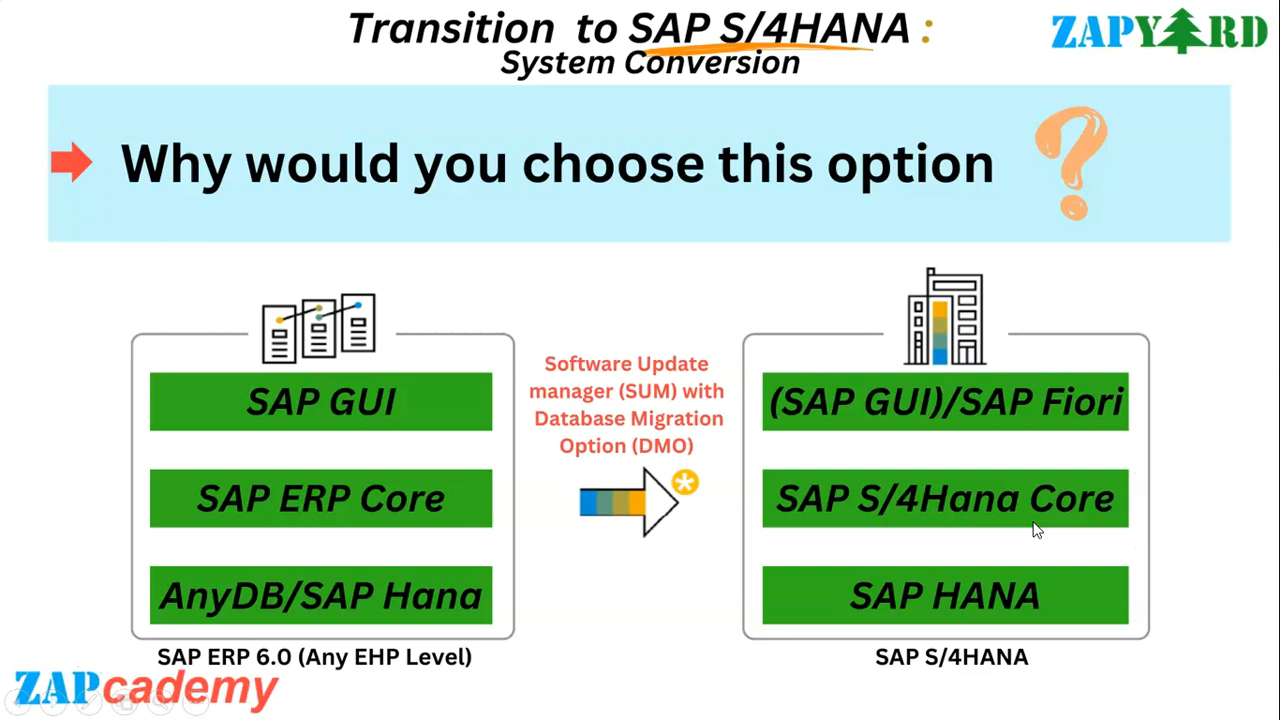 Transition to SAP S/4HANA :
System Conversion
ZAPYARD
Why would you choose this option
?
SAP GUI
SAP ERP Core
AnyDB/SAP Hana
SAP ERP 6.0 (Any EHP Level)
Software Update
manager (SUM) with
Database Migration
Option (DMO)
(SAP GUI)/SAP Fiori
SAP S/4Hana Core
SAP HANA
SAP S/4HANA
ZAPcademy